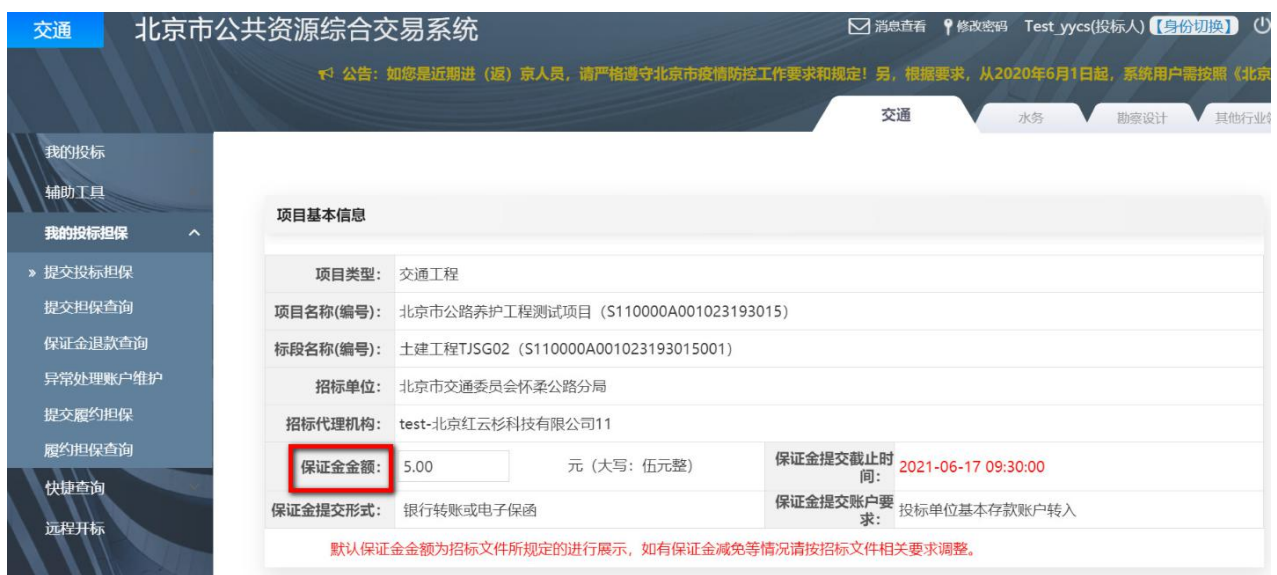 交通 北京市公共资源综合交易系统 消息查看 修改密码 Test_yycs(投标人)【身份切换】
公告：如您是近期进（返）京人员，请严格遵守北京市疫情防控工作要求和规定！另，根据要求，从2020年6月1日起，系统用户需按照《北京
交通 水务 勘察设计 其他行业
我的投标
辅助工具
我的投标担保
» 提交投标担保
提交担保查询
保证金退款查询
异常处理账户维护
提交履约担保
履约担保查询
快捷查询
远程开标
项目基本信息
项目类型： 交通工程
项目名称(编号)： 北京市公路养护工程测试项目（S110000A001023193015）
标段名称(编号)： 土建工程TJSG02（S110000A001023193015001）
招标单位： 北京市交通委员会怀柔公路分局
招标代理机构： test-北京红云杉科技有限公司11
保证金金额： 5.00 元（大写：伍元整） 保证金提交截止时间： 2021-06-17 09:30:00
保证金提交形式： 银行转账或电子保函 保证金提交账户要求： 投标单位基本存款账户转入
默认保证金金额为招标文件所规定的进行展示，如有保证金减免等情况请按招标文件相关要求调整。